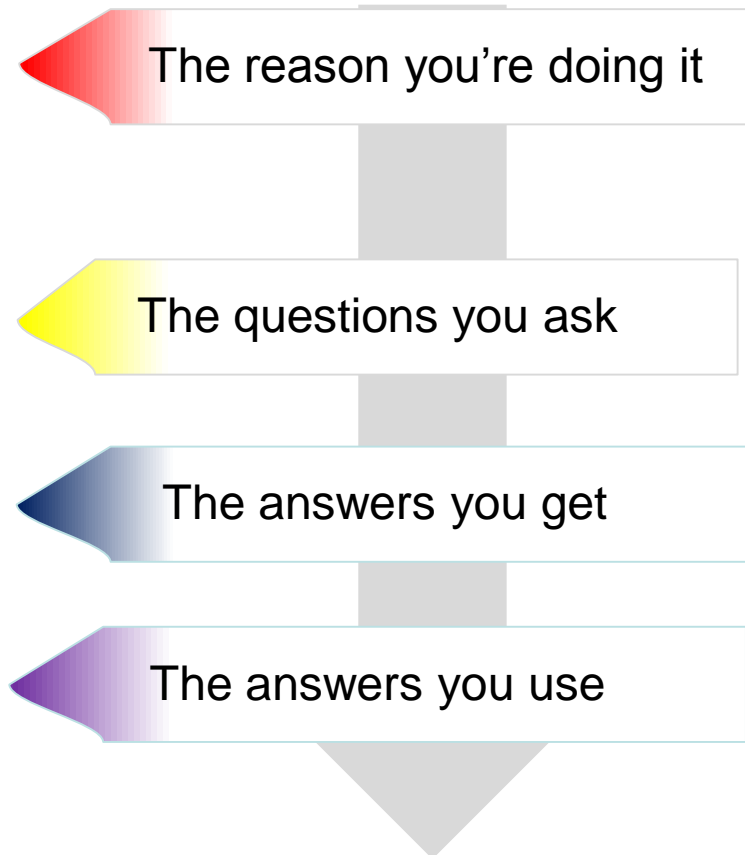 The reason you’re doing it
The questions you ask
The answers you get
The answers you use